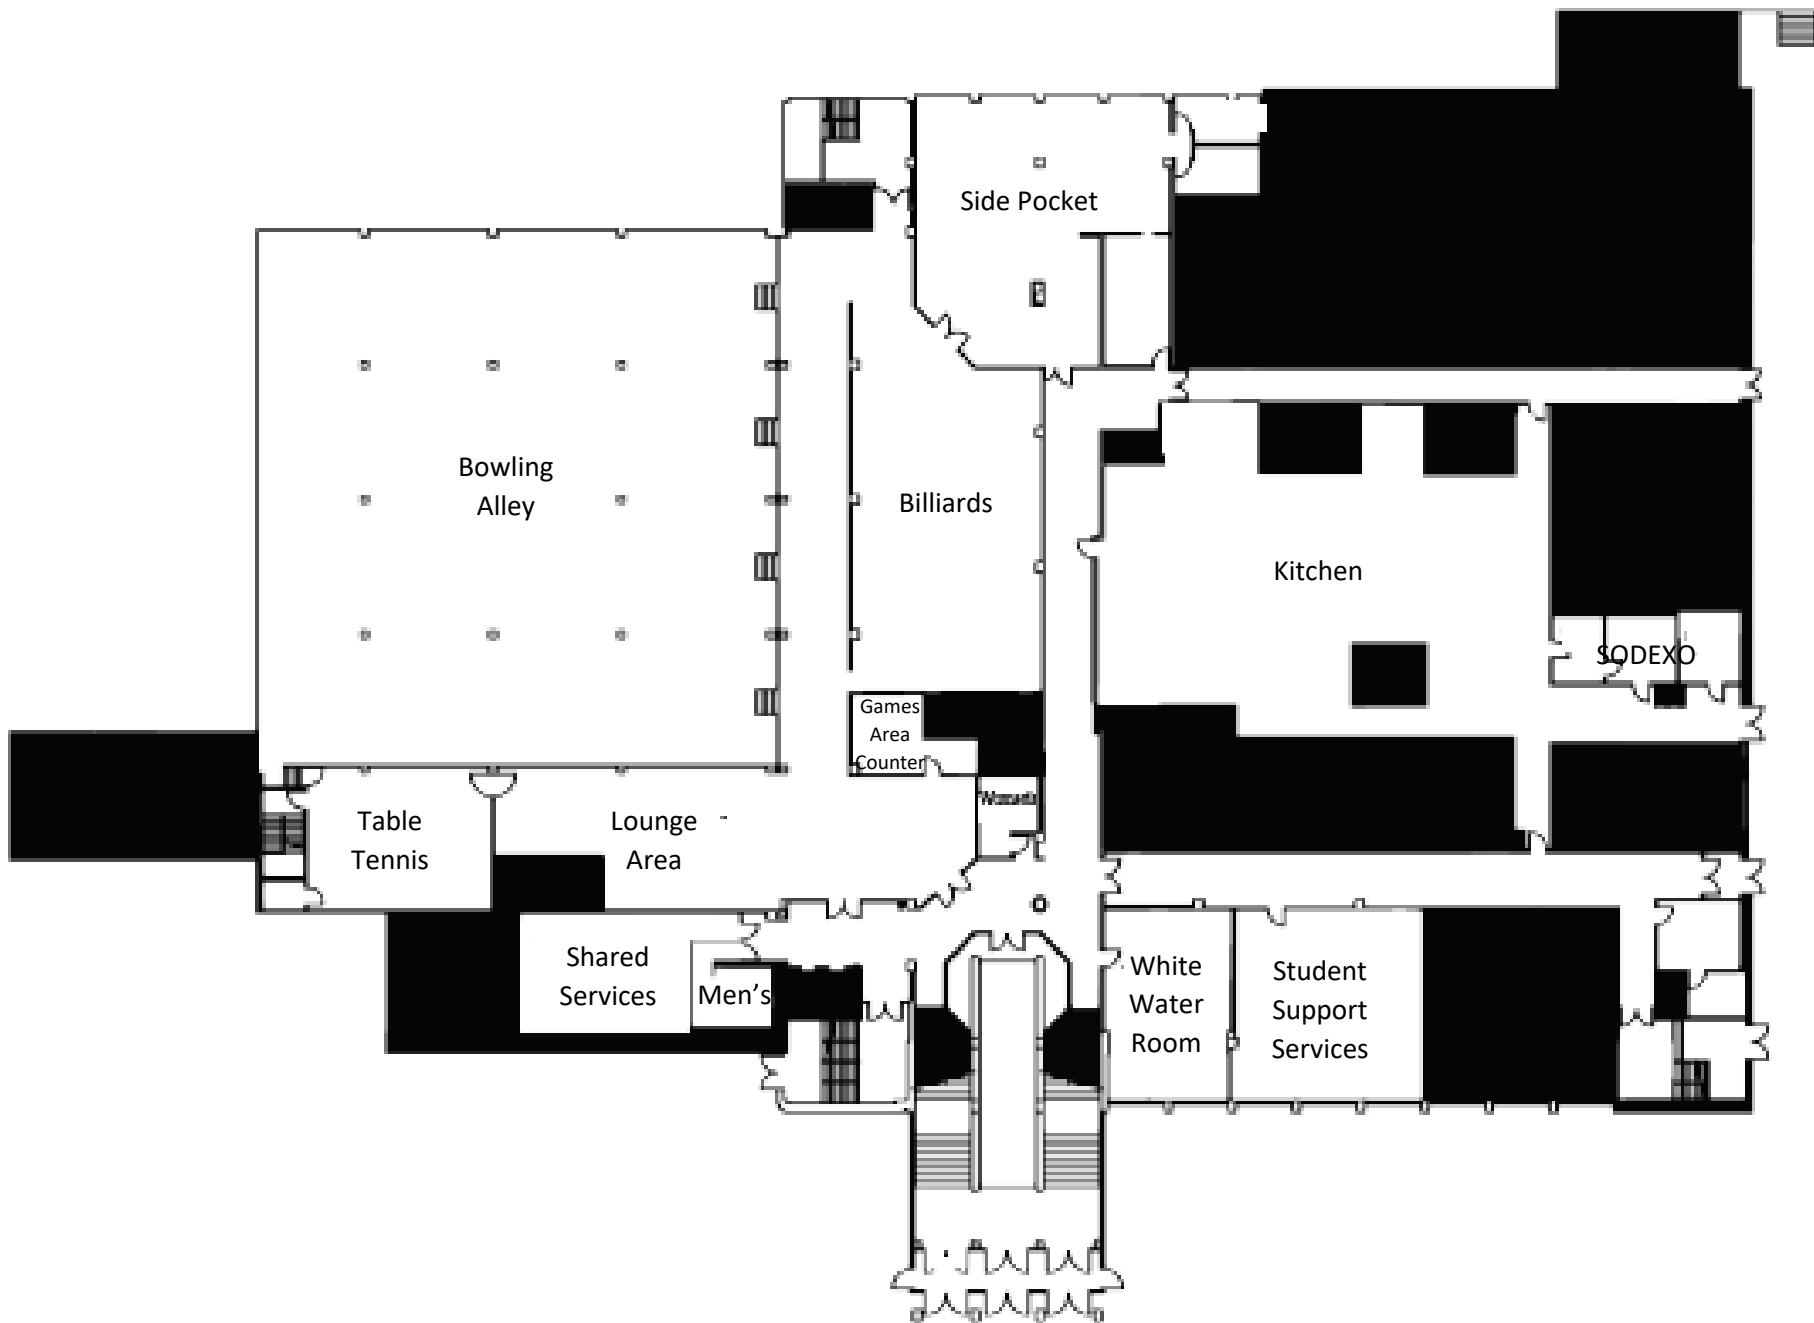 Side Pocket
Bowling
Alley
Billiards
Kitchen
SODEXO
Games
Area
Counter
Women's
Table
Tennis
Lounge
Area
Shared
Services
Men's
White
Water
Room
Student
Support
Services